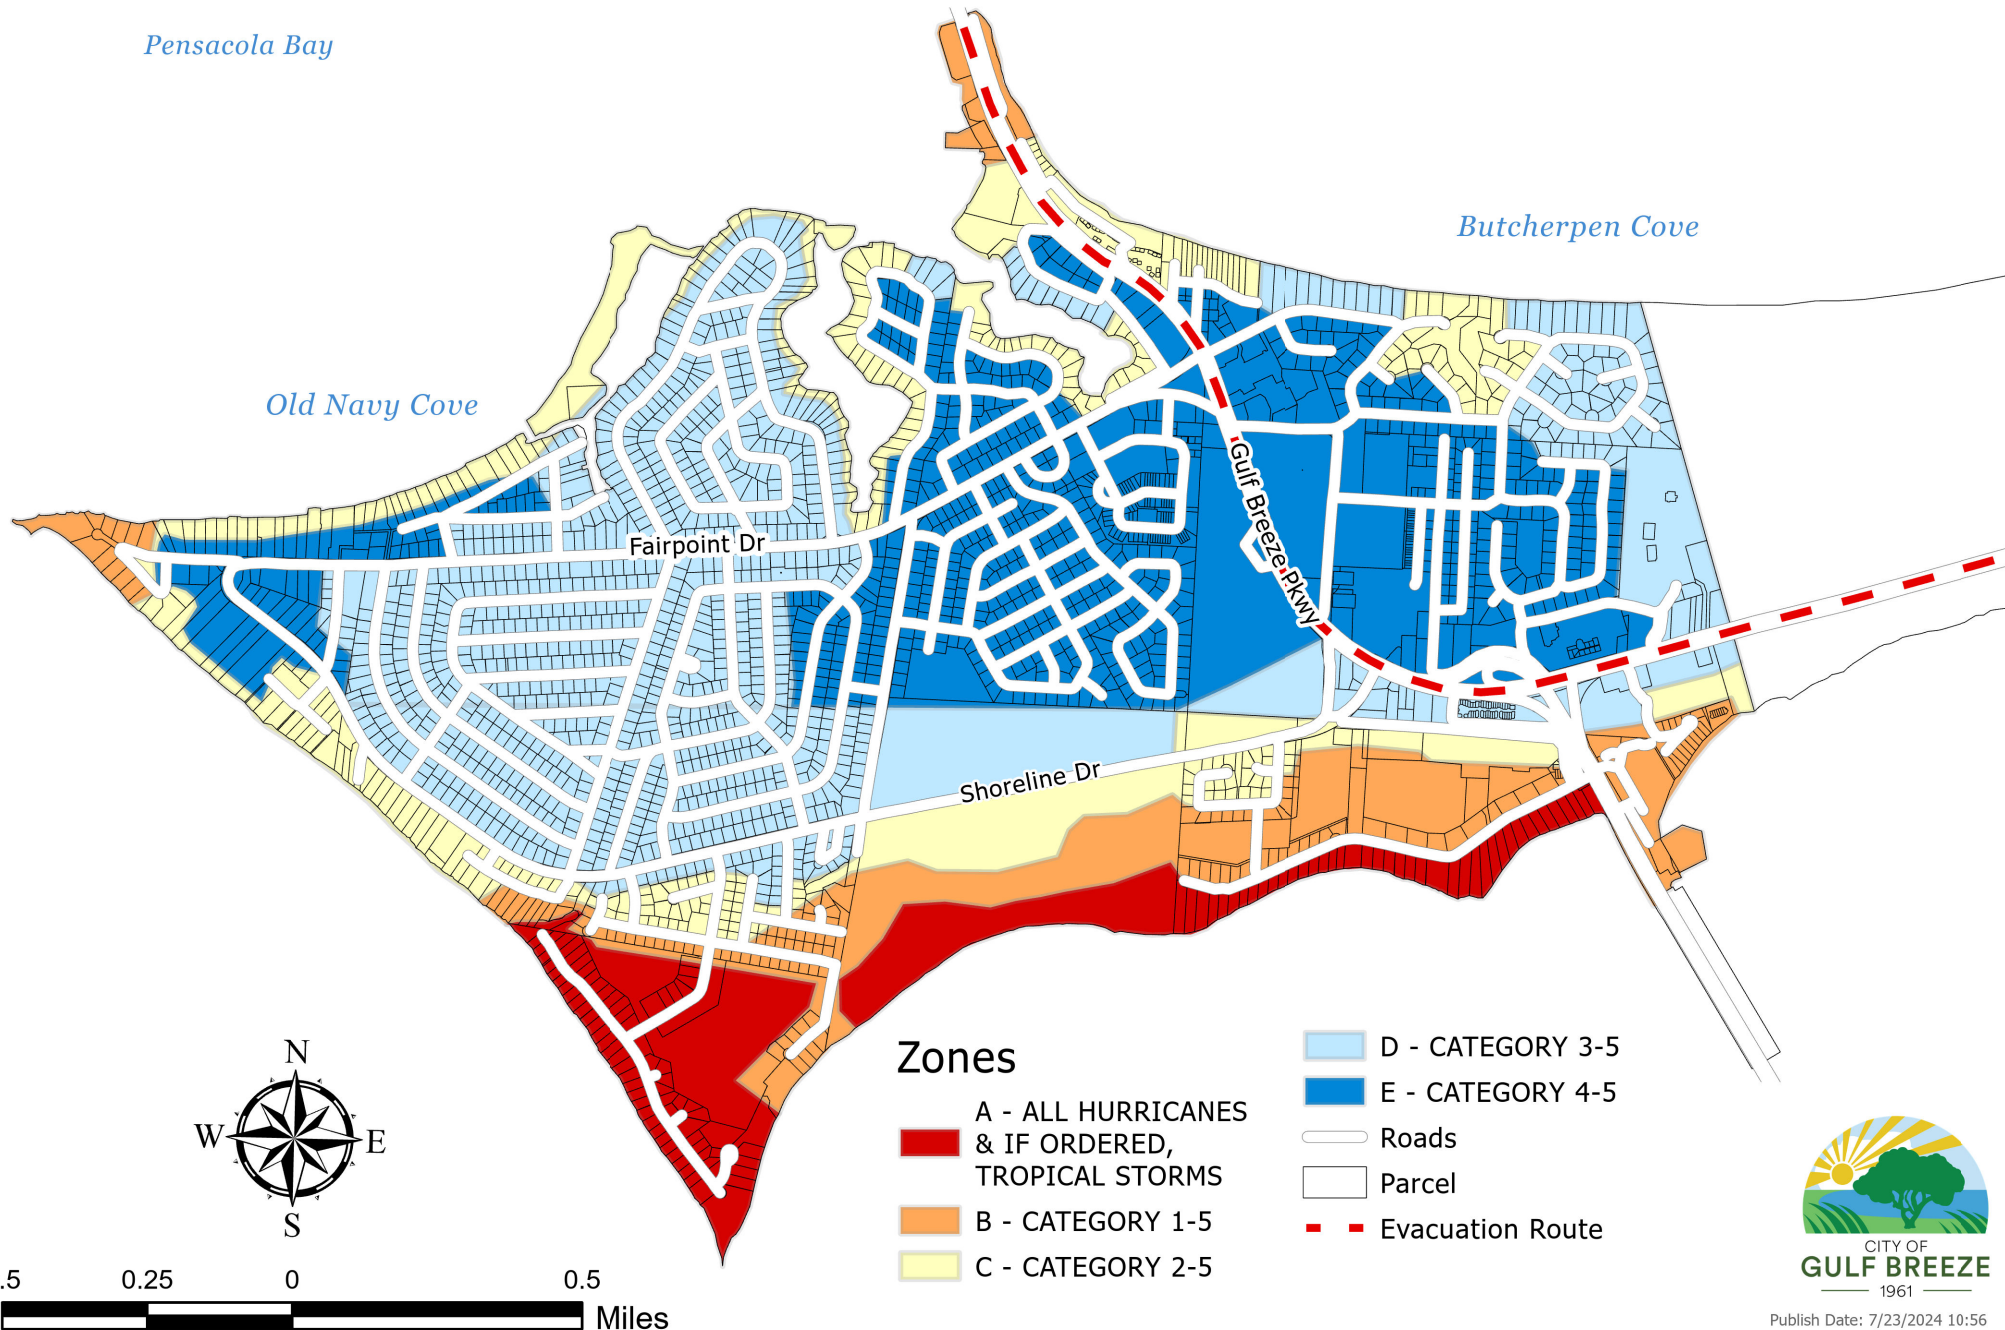 Pensacola Bay
Butcherpen Cove
Old Navy Cove
Fairpoint Dr
Gulf Breeze Pkwy
Shoreline Dr
N
W
E
S
.5
0.25
0
0.5
Miles
Zones
A - ALL HURRICANES
& IF ORDERED,
TROPICAL STORMS
B - CATEGORY 1-5
C - CATEGORY 2-5
D - CATEGORY 3-5
E - CATEGORY 4-5
Roads
Parcel
Evacuation Route
CITY OF
GULF BREEZE
1961
Publish Date: 7/23/2024 10:56